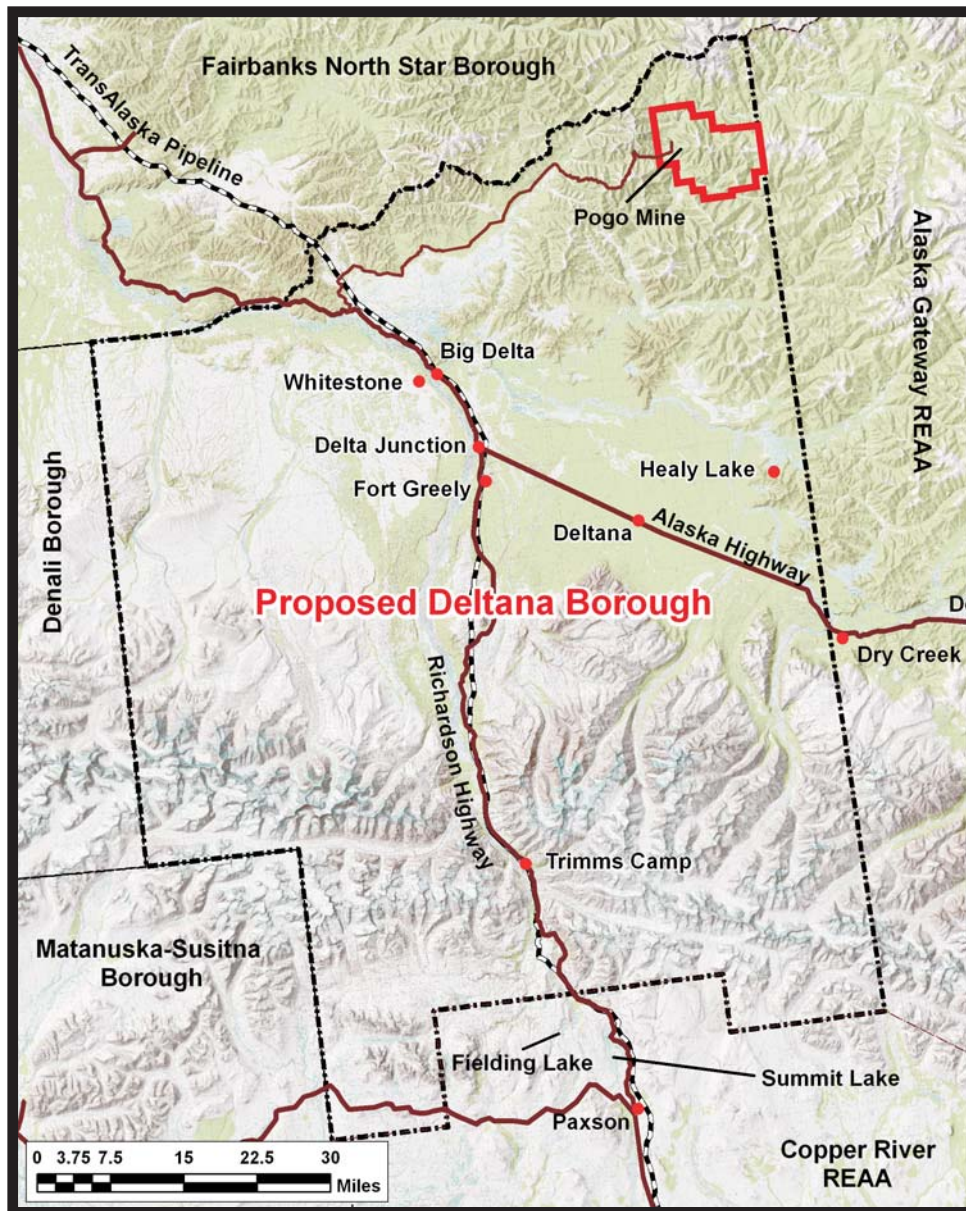 Fairbanks North Star Borough
TransAlaska Pipeline
Pogo Mine
Alaska Gateway REAA
Big Delta
Whitestone
Delta Junction
Healy Lake
Fort Greely
Deltana
Alaska Highway
Denali Borough
Proposed Deltana Borough
Dry Creek
Richardson Highway
Trimms Camp
Matanuska-Susitna
Borough
Fielding Lake
Summit Lake
Paxson
Copper River
REAA
0 3.75 7.5 15 22.5 30
Miles